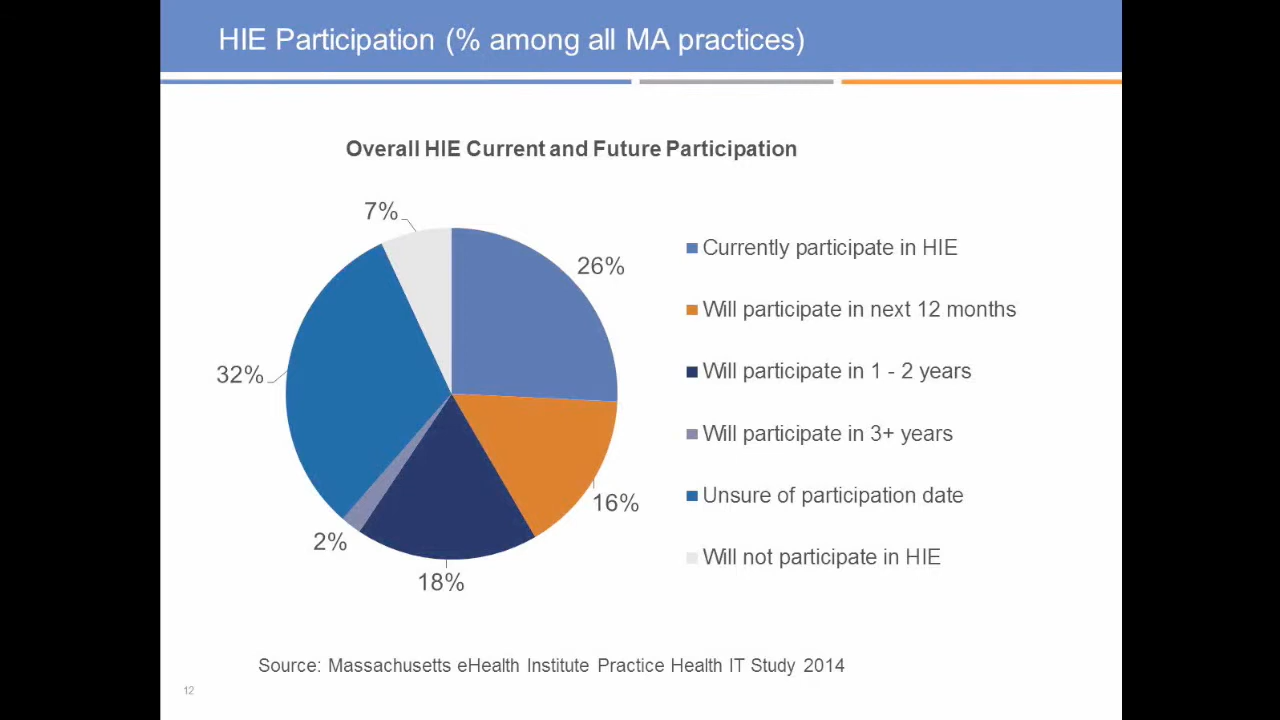 HIE Participation (% among all MA practices)
Overall HIE Current and Future Participation
7%
26%
32%
16%
2%
18%
Currently participate in HIE
Will participate in next 12 months
Will participate in 1 - 2 years
Will participate in 3+ years
Unsure of participation date
Will not participate in HIE
Source: Massachusetts eHealth Institute Practice Health IT Study 2014
12